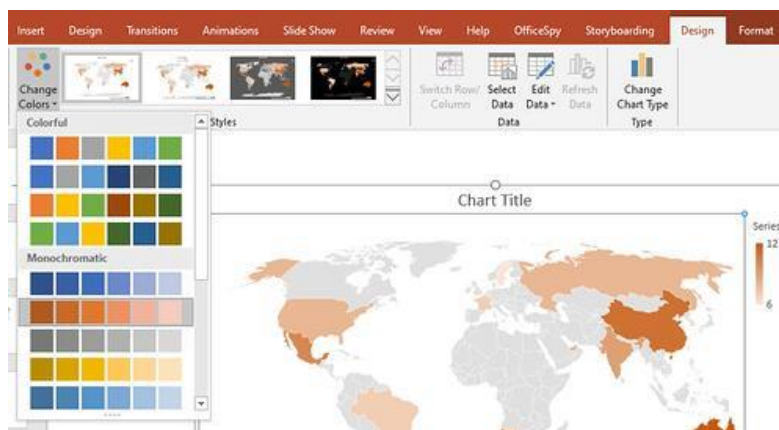 Insert Design Transitions Animations Slide Show Review View Help OfficeSpy Storyboarding Design Format
Change Colors
Switch Row/ Column
Select Data
Edit Data
Refresh Data
Change Chart Type
Styles
Data
Type
Colorful
Monochromatic
Chart Title
Series
12
6